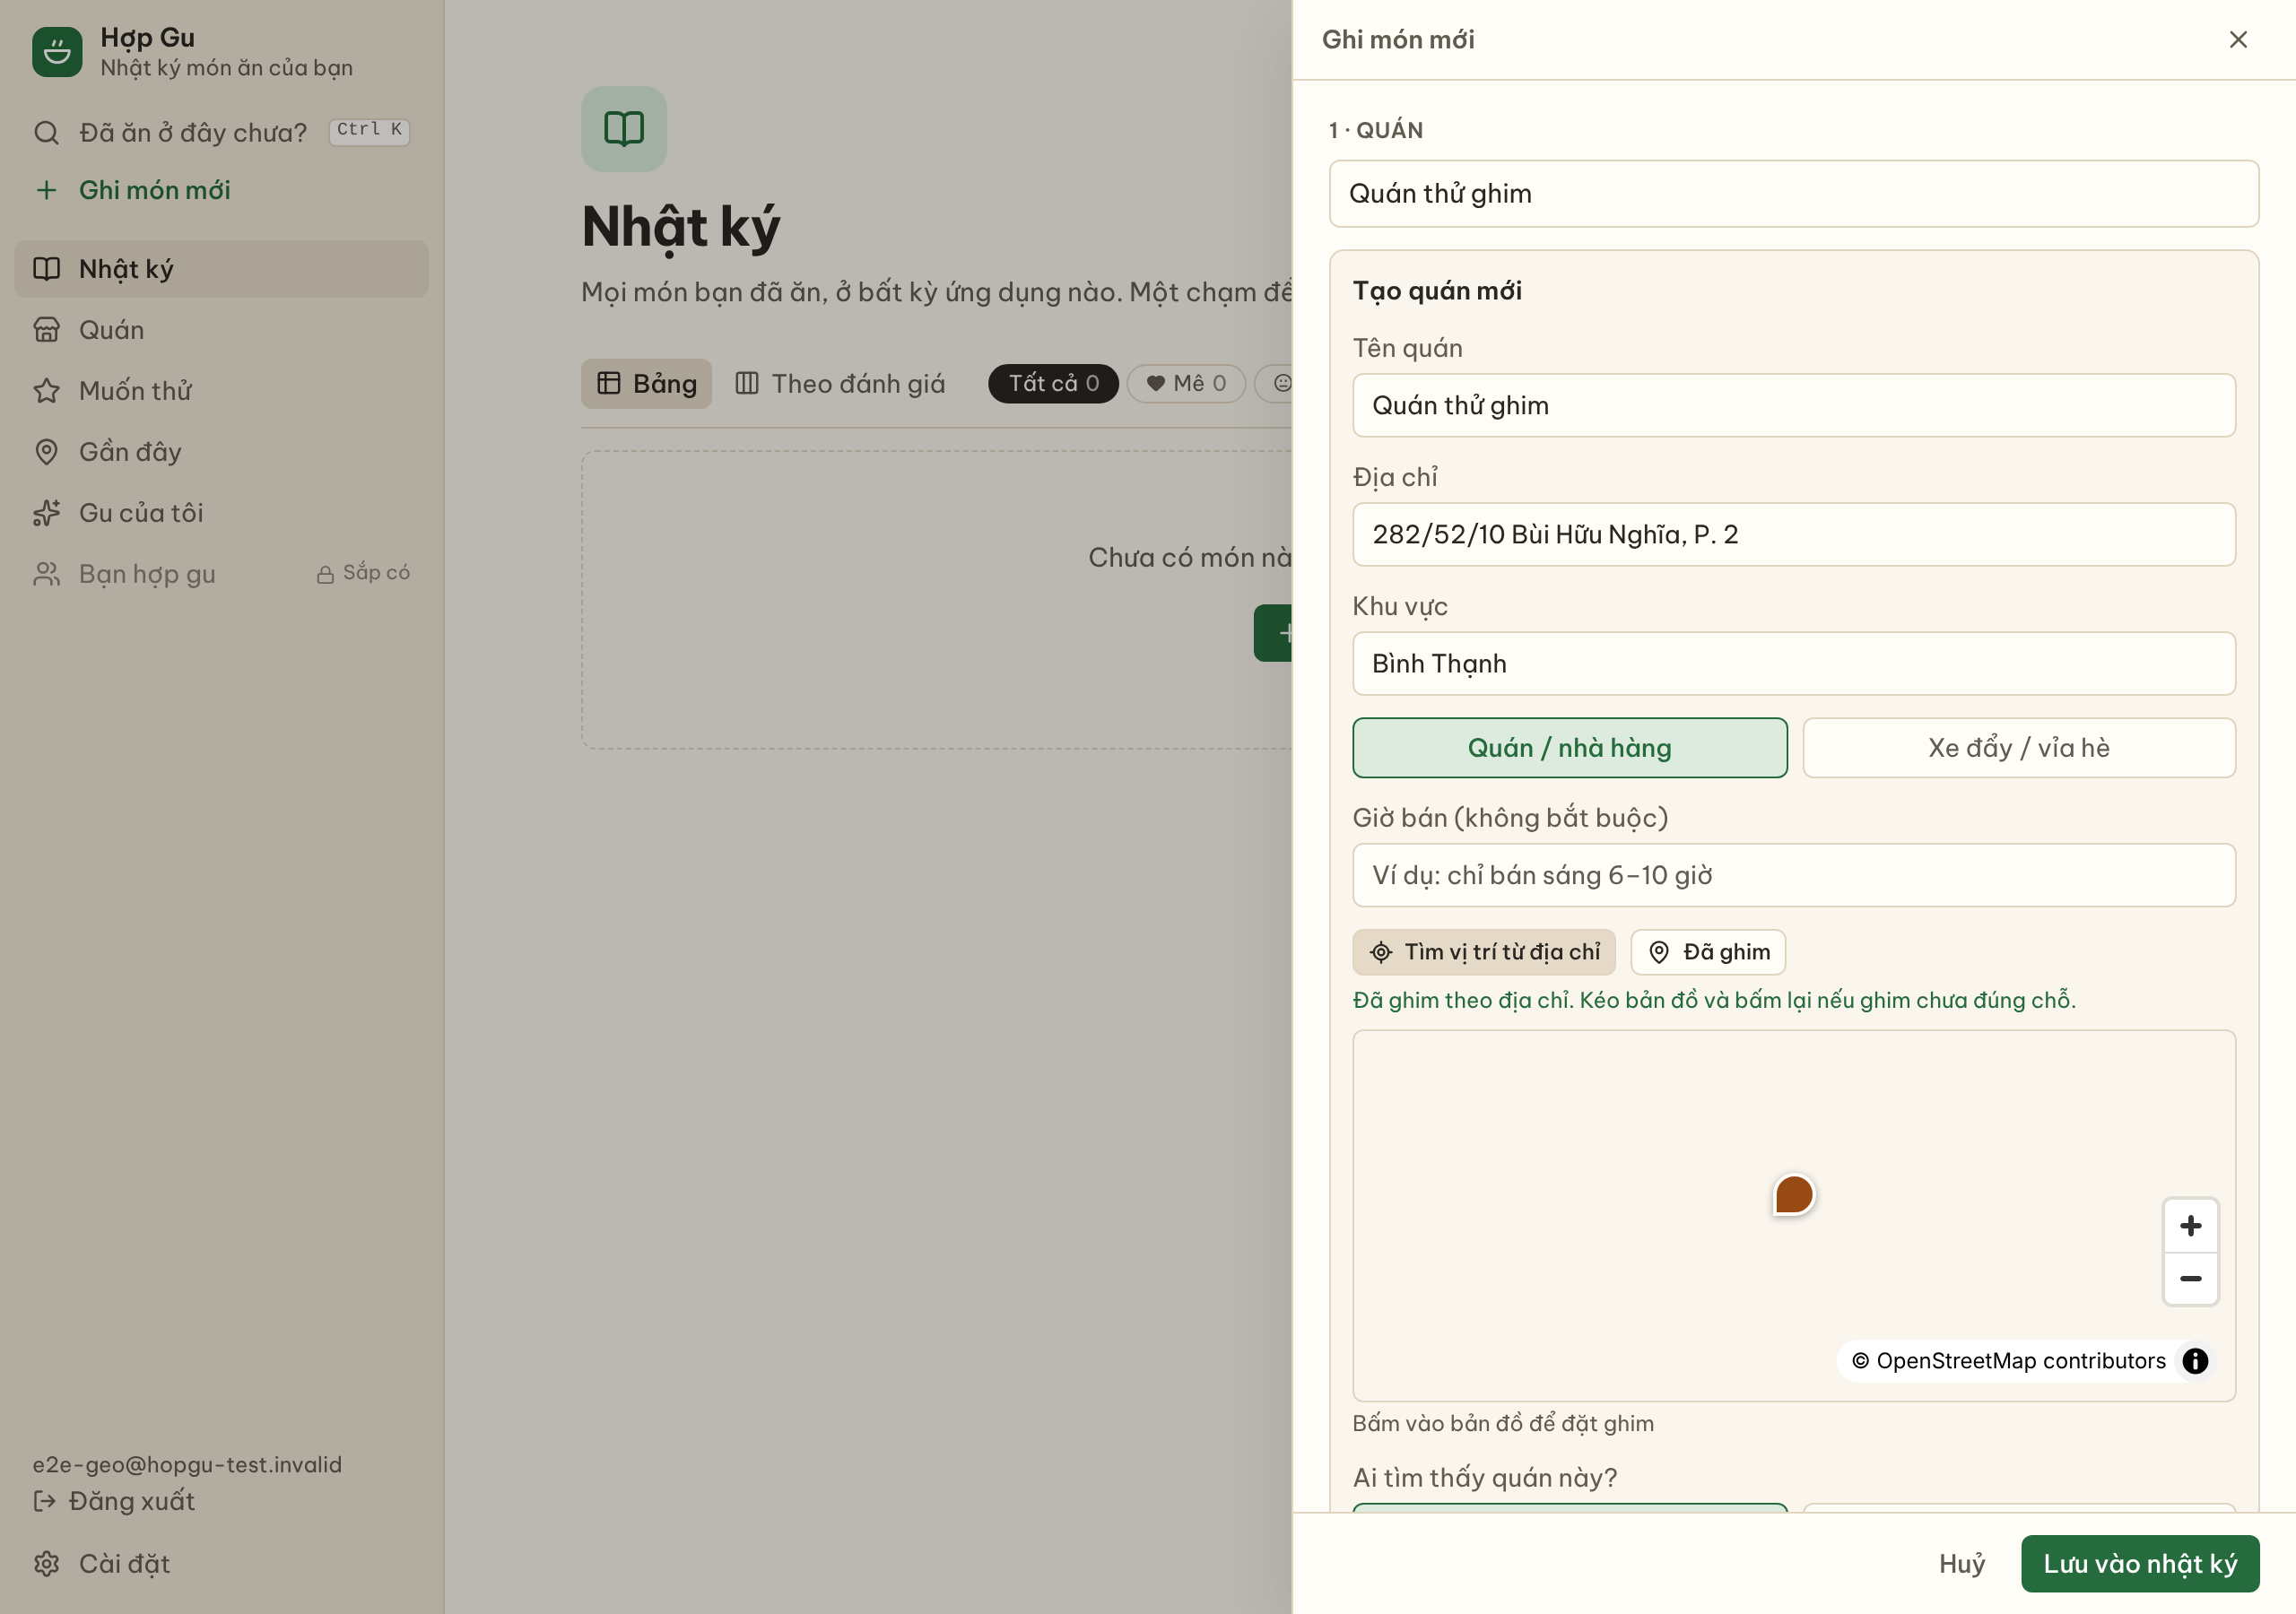 Hợp Gu
Nhật ký món ăn của bạn
Đã ăn ở đây chưa? Ctrl K
Ghi món mới
Nhật ký
Quán
Muốn thử
Gần đây
Gu của tôi
Bạn hợp gu Sắp có
e2e-geo@hopgu-test.invalid
Đăng xuất
Cài đặt
Nhật ký
Mọi món bạn đã ăn, ở bất kỳ ứng dụng nào. Một chạm để
Bảng Theo đánh giá Tất cả 0 Mê 0
Chưa có món nà
Ghi món mới
1 · QUÁN
Quán thử ghim
Tạo quán mới
Tên quán
Quán thử ghim
Địa chỉ
282/52/10 Bùi Hữu Nghĩa, P. 2
Khu vực
Bình Thạnh
Quán / nhà hàng Xe đẩy / vỉa hè
Giờ bán (không bắt buộc)
Ví dụ: chỉ bán sáng 6–10 giờ
Tìm vị trí từ địa chỉ Đã ghim
Đã ghim theo địa chỉ. Kéo bản đồ và bấm lại nếu ghim chưa đúng chỗ.
© OpenStreetMap contributors
Bấm vào bản đồ để đặt ghim
Ai tìm thấy quán này?
Huỷ Lưu vào nhật ký